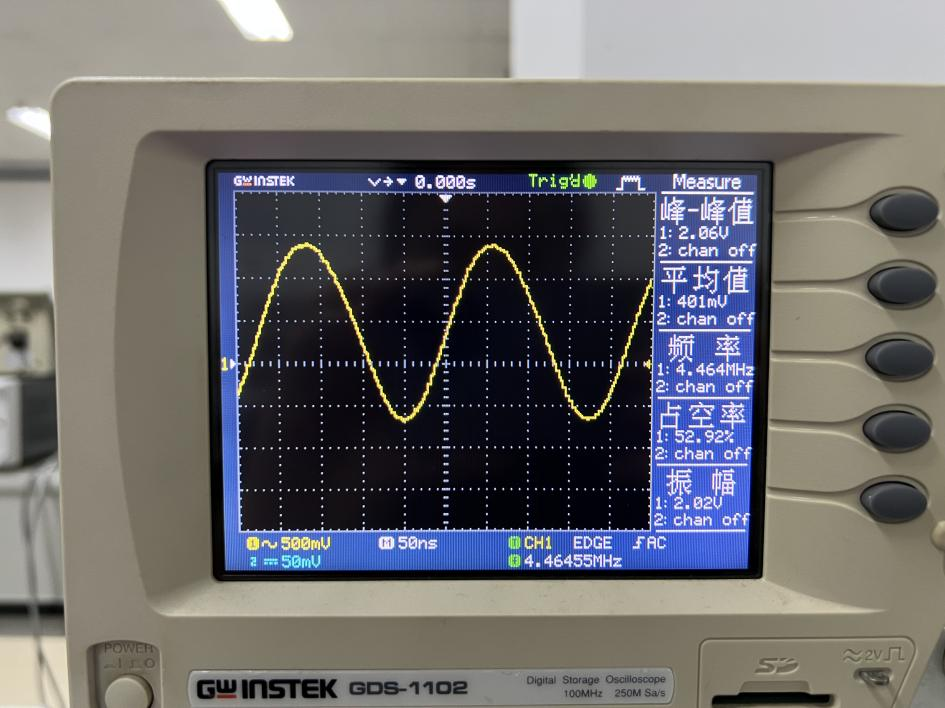 GWINSTEK
0.000s
Trig'd
Measure
峰-峰值
1: 2.06V
2: chan off
平均值
1: 401mV
2: chan off
频 率
1: 4.464MHz
2: chan off
占空率
1: 52.92%
2: chan off
振 幅
1: 2.02V
2: chan off
1
1 500mV
M 50ns
CH1 EDGE AC
2 50mV
4.46455MHz
POWER
I O
GWINSTEK GDS-1102
Digital Storage Oscilloscope
100MHz 250M Sa/s
SD
≈2V